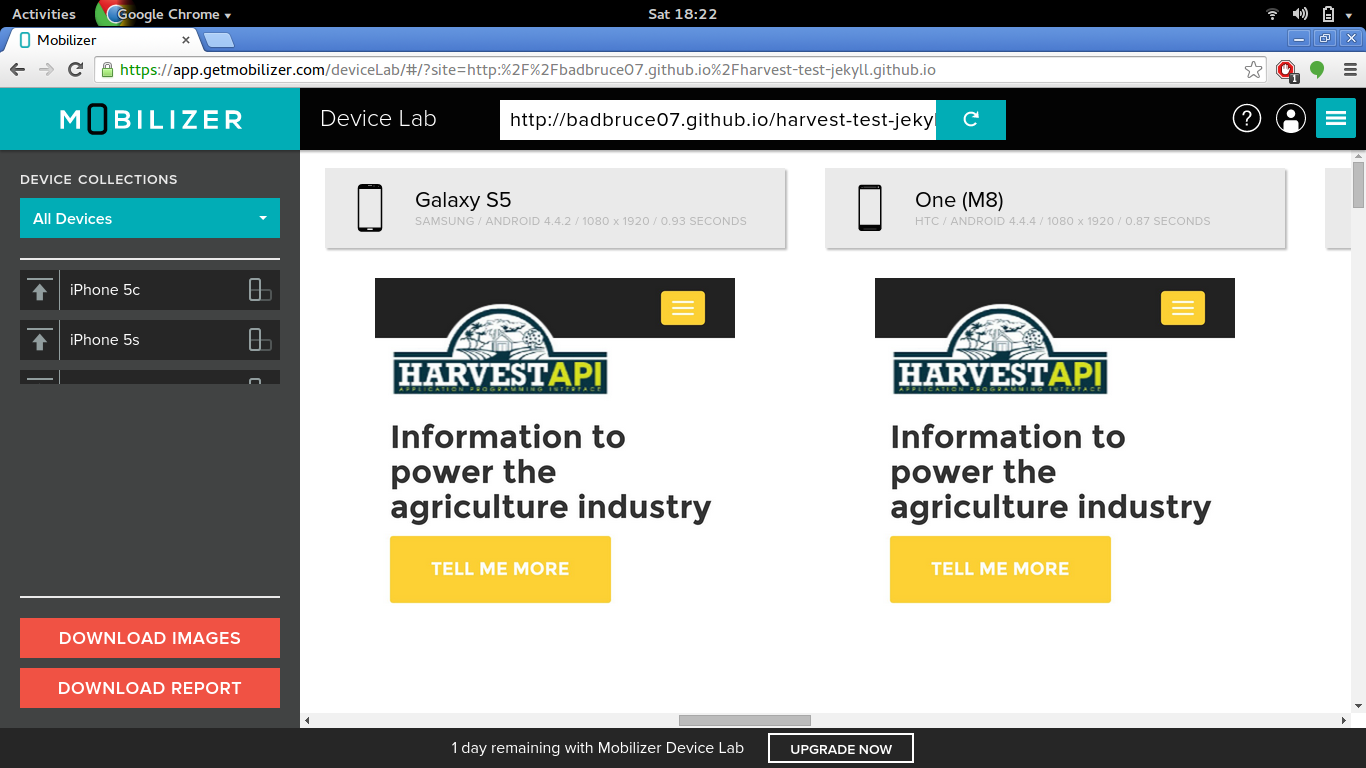 Activities
Google Chrome
Sat 18:22
Mobilizer
https://app.getmobilizer.com/deviceLab/#/?site=http:%2F%2Fbadbruce07.github.io%2Fharvest-test-jekyll.github.io
1
MOBILIZER
Device Lab
http://badbruce07.github.io/harvest-test-jekyl
?
DEVICE COLLECTIONS
All Devices
iPhone 5c
iPhone 5s
DOWNLOAD IMAGES
DOWNLOAD REPORT
Galaxy S5
SAMSUNG / ANDROID 4.4.2 / 1080 x 1920 / 0.93 SECONDS
HARVESTAPI
APPLICATION PROGRAMMING INTERFACE
Information to
power the
agriculture industry
TELL ME MORE
One (M8)
HTC / ANDROID 4.4.4 / 1080 x 1920 / 0.87 SECONDS
HARVESTAPI
APPLICATION PROGRAMMING INTERFACE
Information to
power the
agriculture industry
TELL ME MORE
1 day remaining with Mobilizer Device Lab
UPGRADE NOW